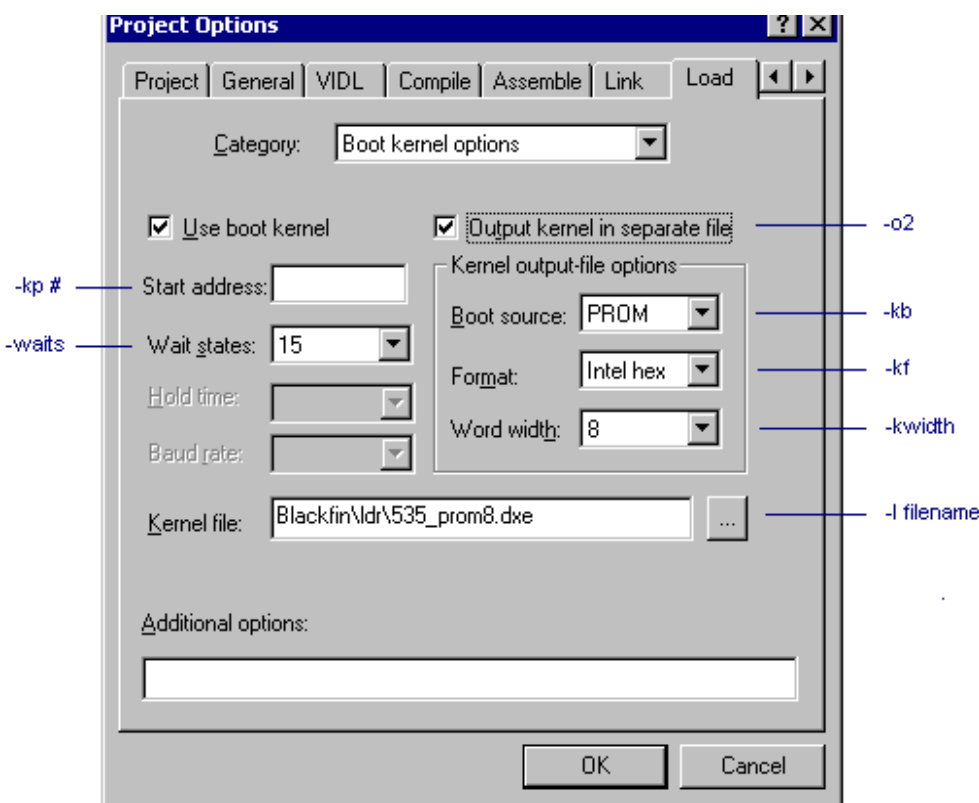 Project Options ? X
Project General VIDL Compile Assemble Link Load
Category: Boot kernel options
Use boot kernel Output kernel in separate file -o2
Kernel output-file options
-kp # Start address:
Boot source: PROM -kb
-waits Wait states: 15
Format: Intel hex -kf
Hold time:
Word width: 8 -kwidth
Baud rate:
Kernel file: Blackfin\ldr\535_prom8.dxe ... -l filename
Additional options:
OK Cancel